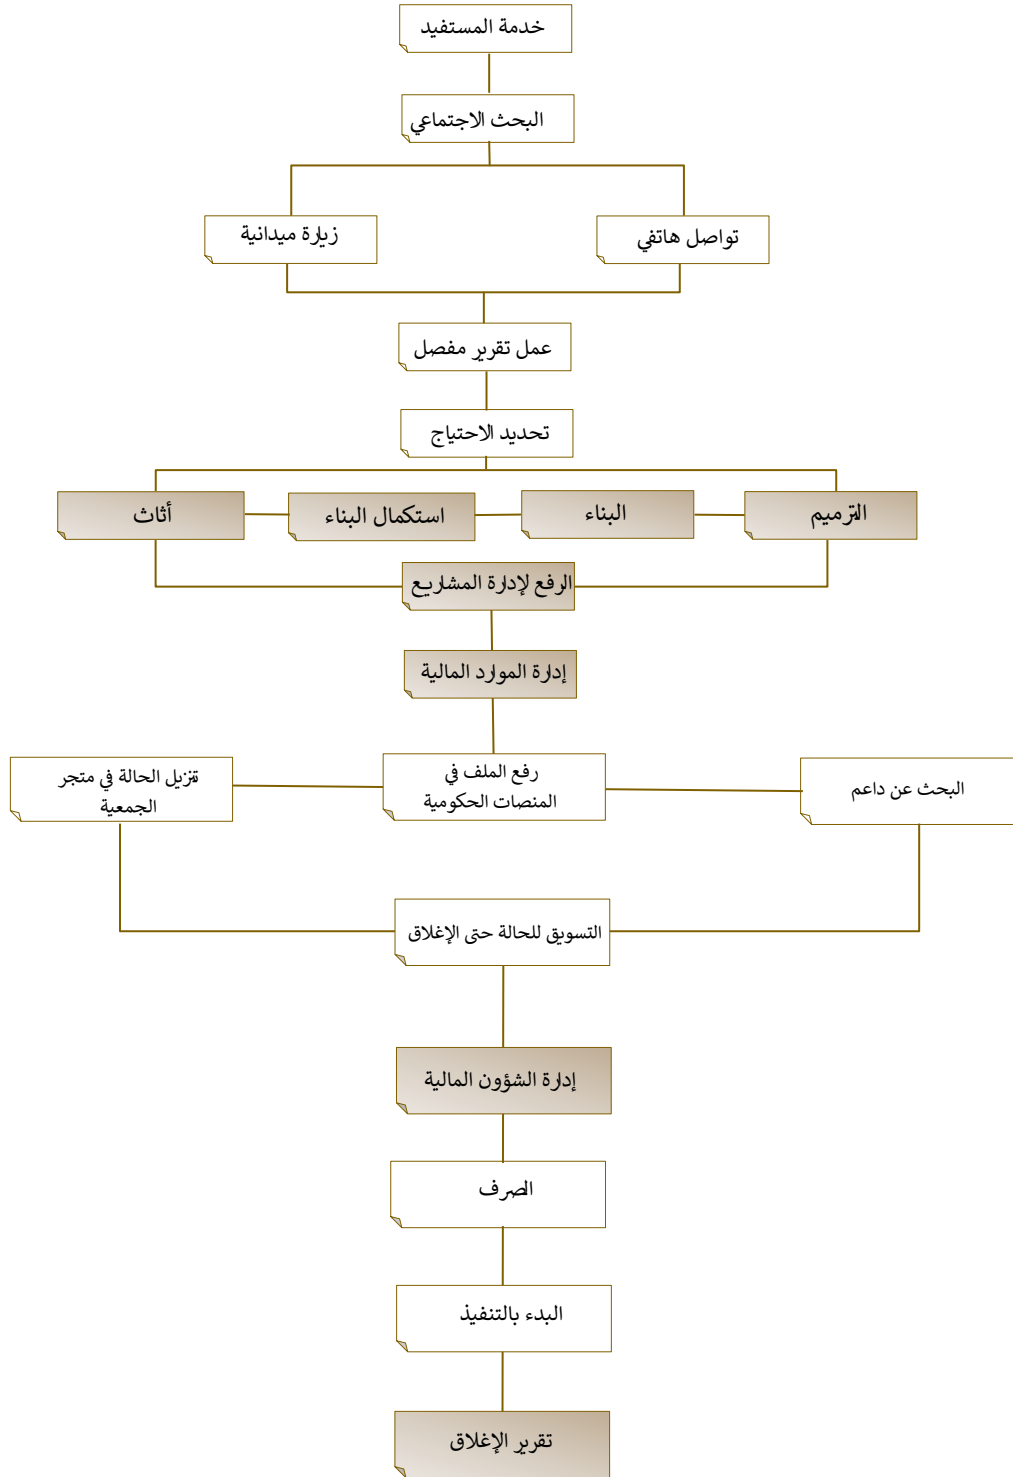 خدمة المستفيد
البحث الاجتماعي
تواصل هاتفي
زيارة ميدانية
عمل تقرير مفصل
تحديد الاحتياج
الترميم
البناء
استكمال البناء
أثاث
الرفع لإدارة المشاريع
إدارة الموارد المالية
البحث عن داعم
رفع الملف في
المنصات الحكومية
تنزيل الحالة في متجر
الجمعية
التسويق للحالة حتى الإغلاق
إدارة الشؤون المالية
الصرف
البدء بالتنفيذ
تقرير الإغلاق